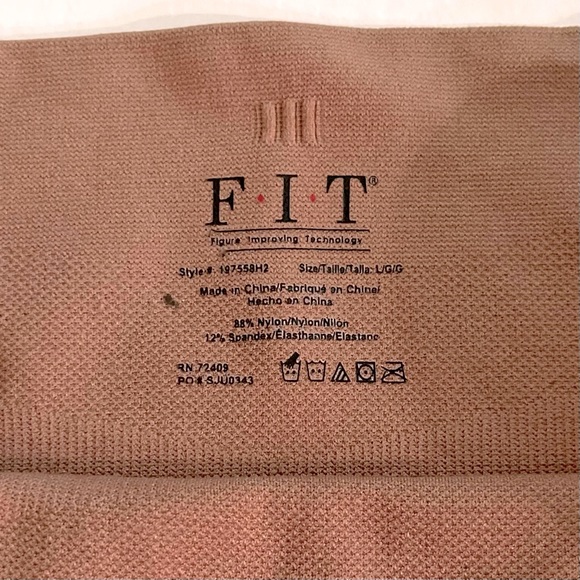 F·I·T®
Figure Improving Technology
Style #: 197558H2 Size/Taille/Talla: L/G/G
Made in China/Fabriqué en Chine/
Hecho en China
88% Nylon/Nylon/Nilón
12% Spandex/Élasthanne/Elastano
RN 72409
PO # SJU0343